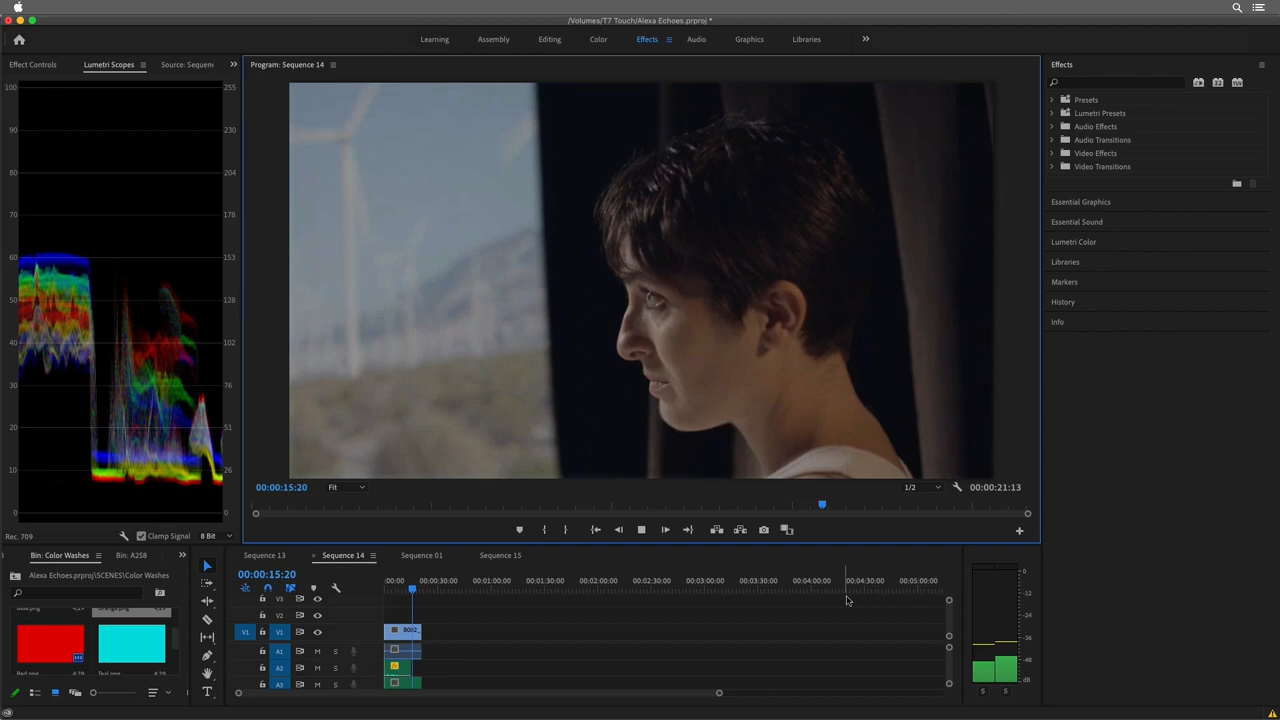 /Volumes/T7 Touch/Alexa Echoes.prproj *
Learning
Assembly
Editing
Color
Effects
Audio
Graphics
Libraries
Effect Controls
Lumetri Scopes
Source: Sequen
Program: Sequence 14
Effects
100
90
80
70
60
50
40
30
20
10
0
255
230
204
178
153
128
102
76
51
26
0
Presets
Lumetri Presets
Audio Effects
Audio Transitions
Video Effects
Video Transitions
Essential Graphics
Essential Sound
Lumetri Color
Libraries
Markers
History
Info
00:00:15:20
Fit
1/2
00:00:21:13
Rec. 709
Clamp Signal
8 Bit
Bin: Color Washes
Bin: A258
Alexa Echoes.prproj\SCENES\Color Washes
Sequence 13
× Sequence 14
Sequence 01
Sequence 15
00:00:15:20
:00:00
00:00:30:00
00:01:00:00
00:01:30:00
00:02:00:00
00:02:30:00
00:03:00:00
00:03:30:00
00:04:00:00
00:04:30:00
00:05:00:00
V3
V2
V1
V1
B002_
A1
M
S
A2
M
S
A3
M
S
0
-12
-24
-36
-48
dB
S
S